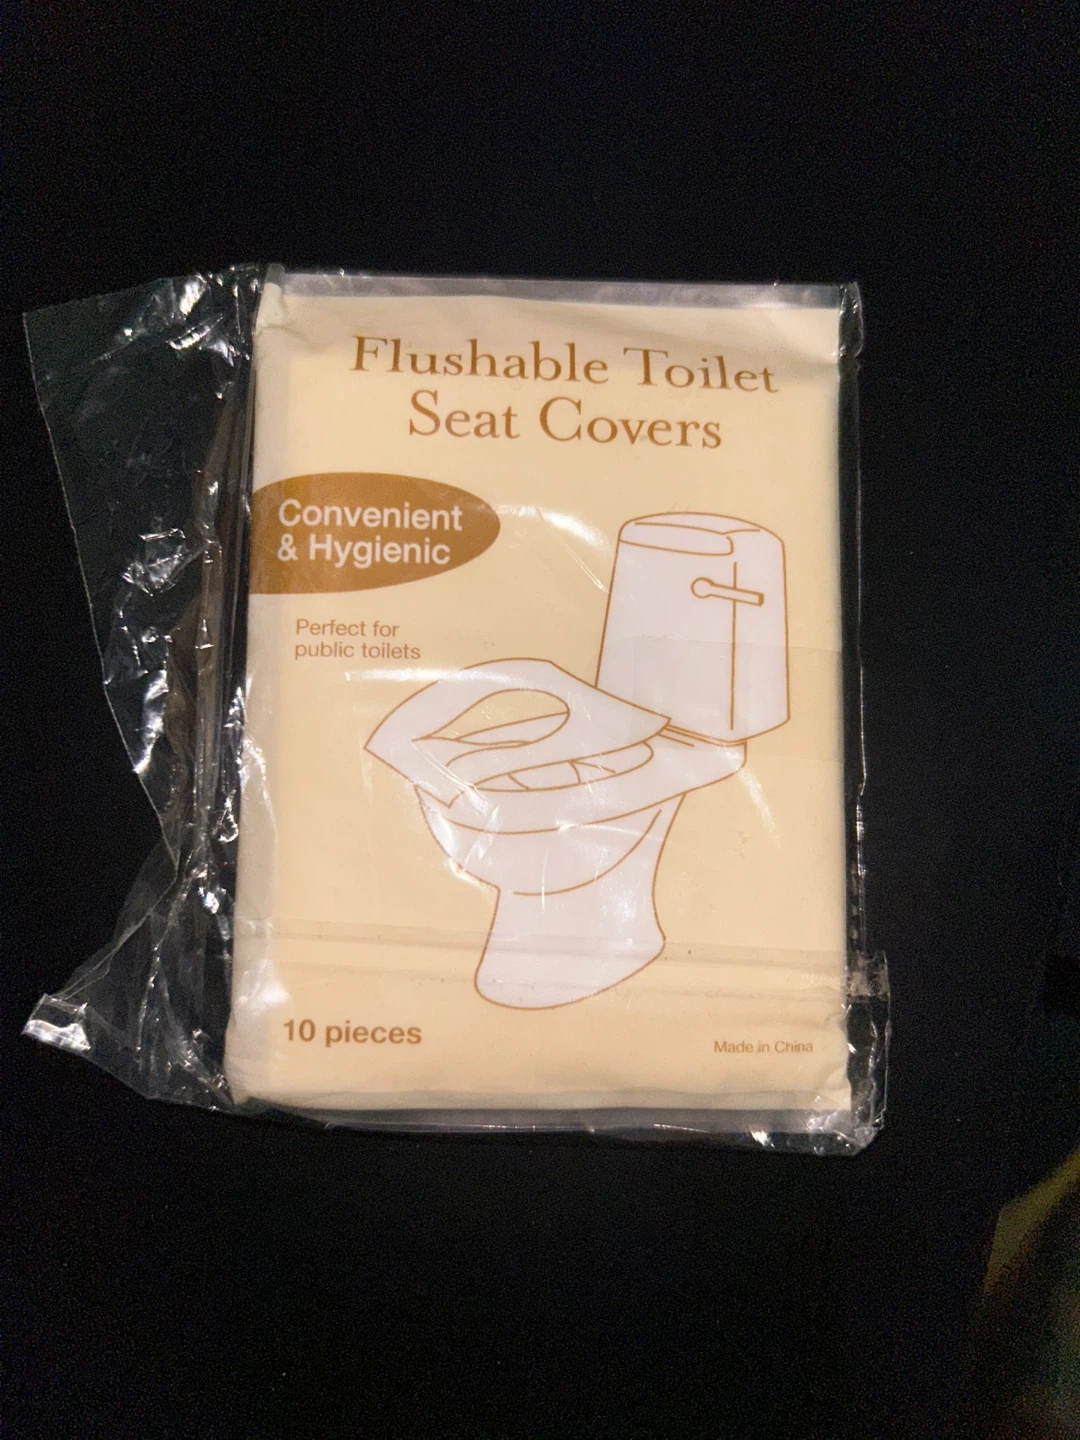 Flushable Toilet
Seat Covers
Convenient
& Hygienic
Perfect for
public toilets
10 pieces
Made in China